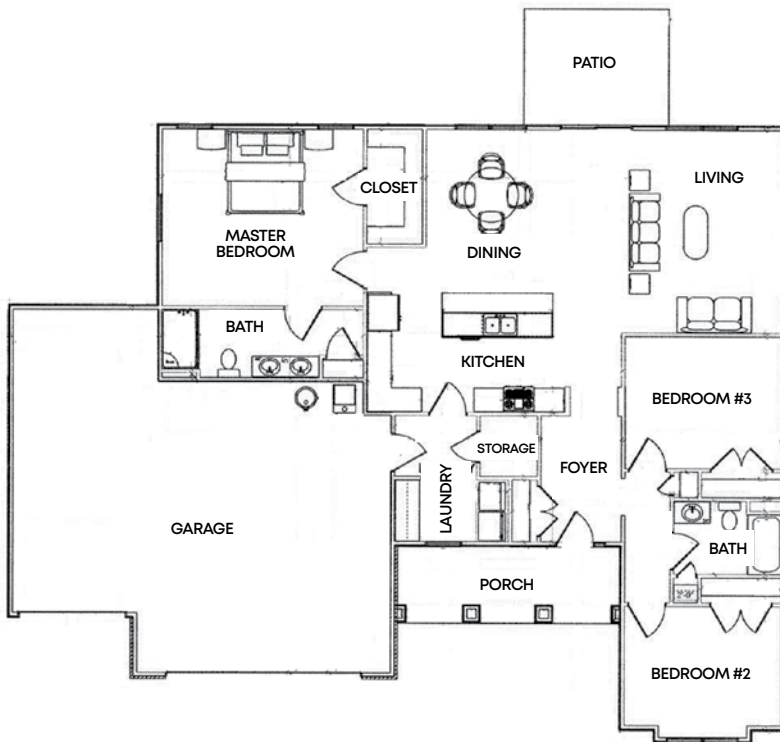 PATIO
CLOSET
LIVING
MASTER
BEDROOM
DINING
BATH
KITCHEN
BEDROOM #3
STORAGE
FOYER
LAUNDRY
GARAGE
BATH
PORCH
BEDROOM #2